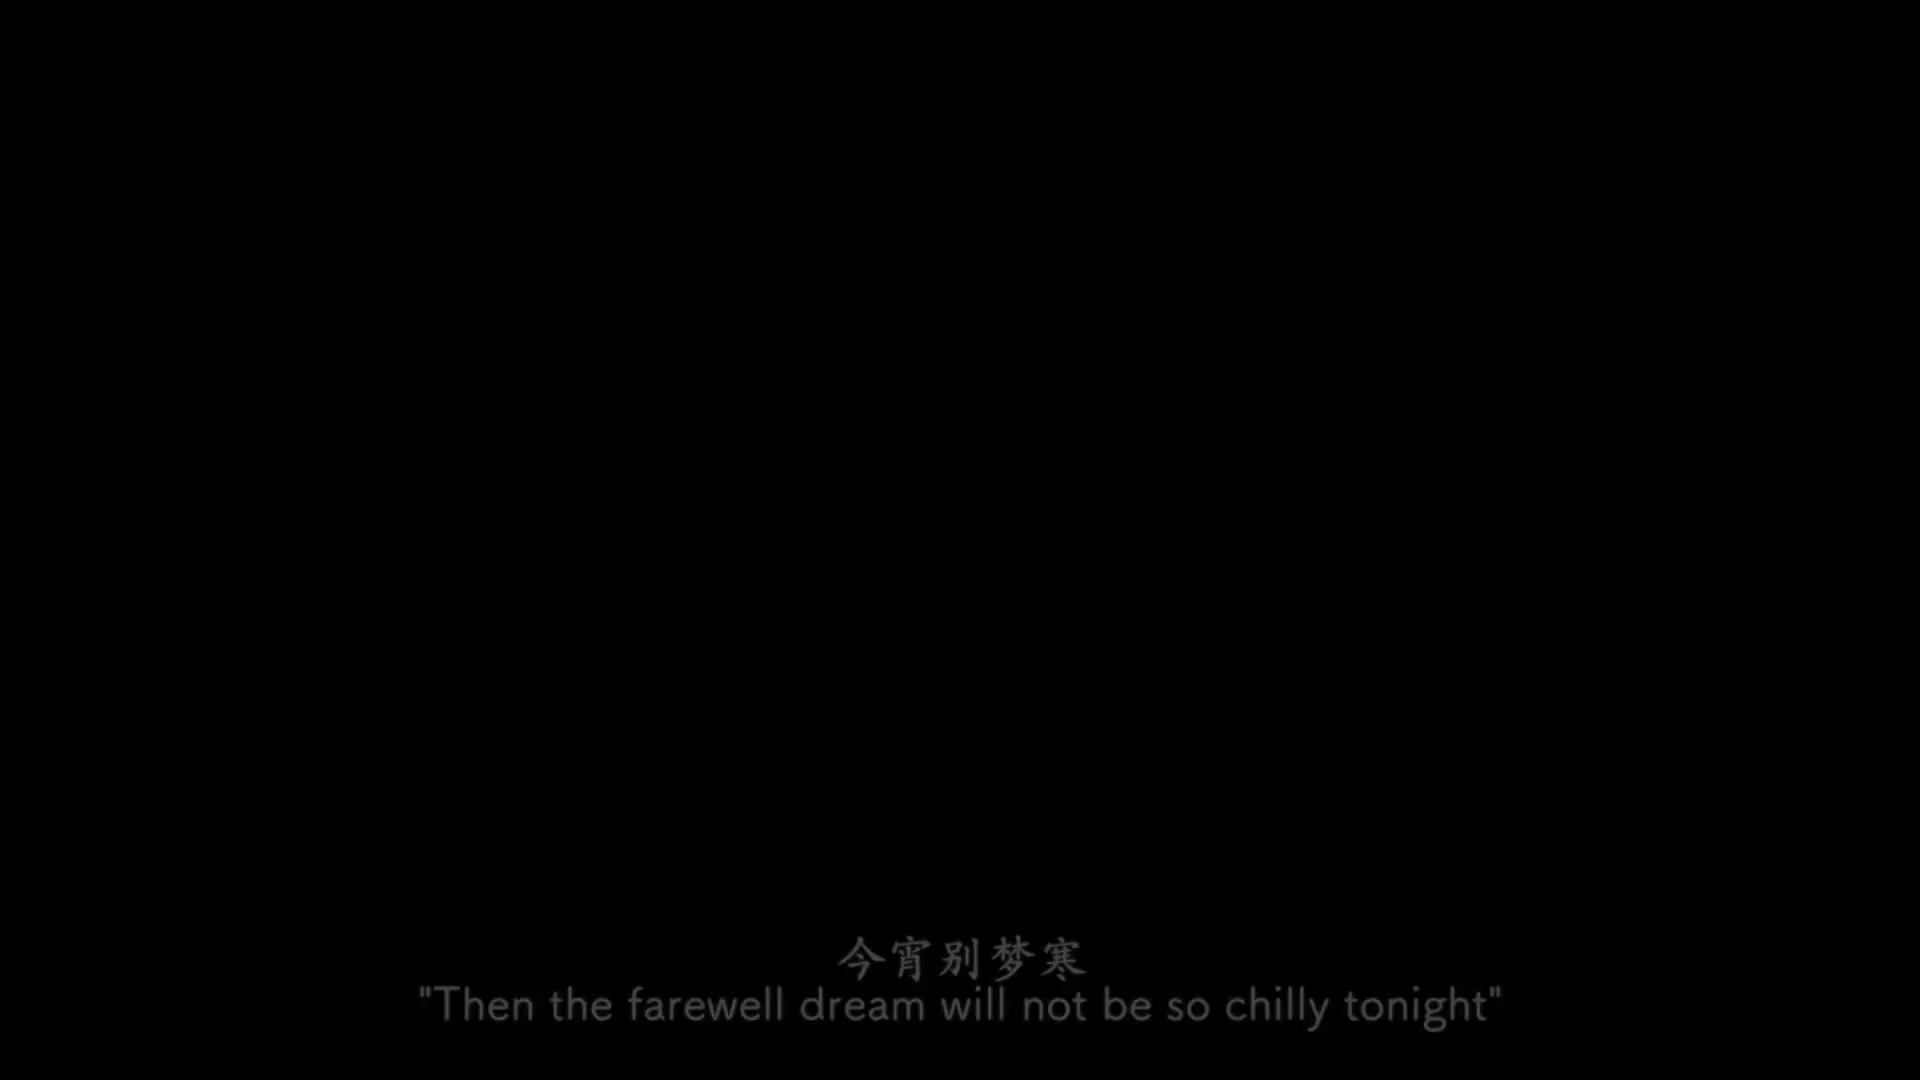 今宵别梦寒
"Then the farewell dream will not be so chilly tonight"